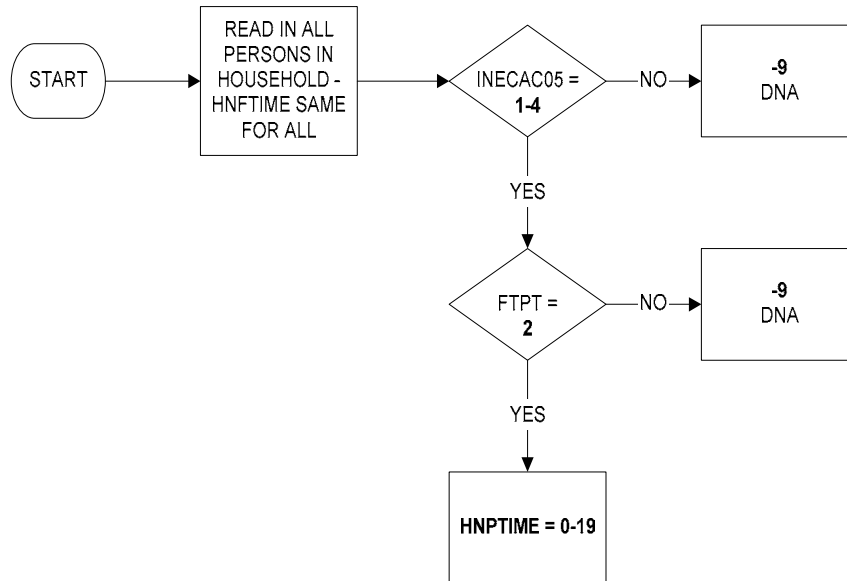 START
READ IN ALL
PERSONS IN
HOUSEHOLD -
HNFTIME SAME
FOR ALL
INECAC05 =
1-4
NO
-9
DNA
YES
FTPT =
2
NO
-9
DNA
YES
HNPTIME = 0-19